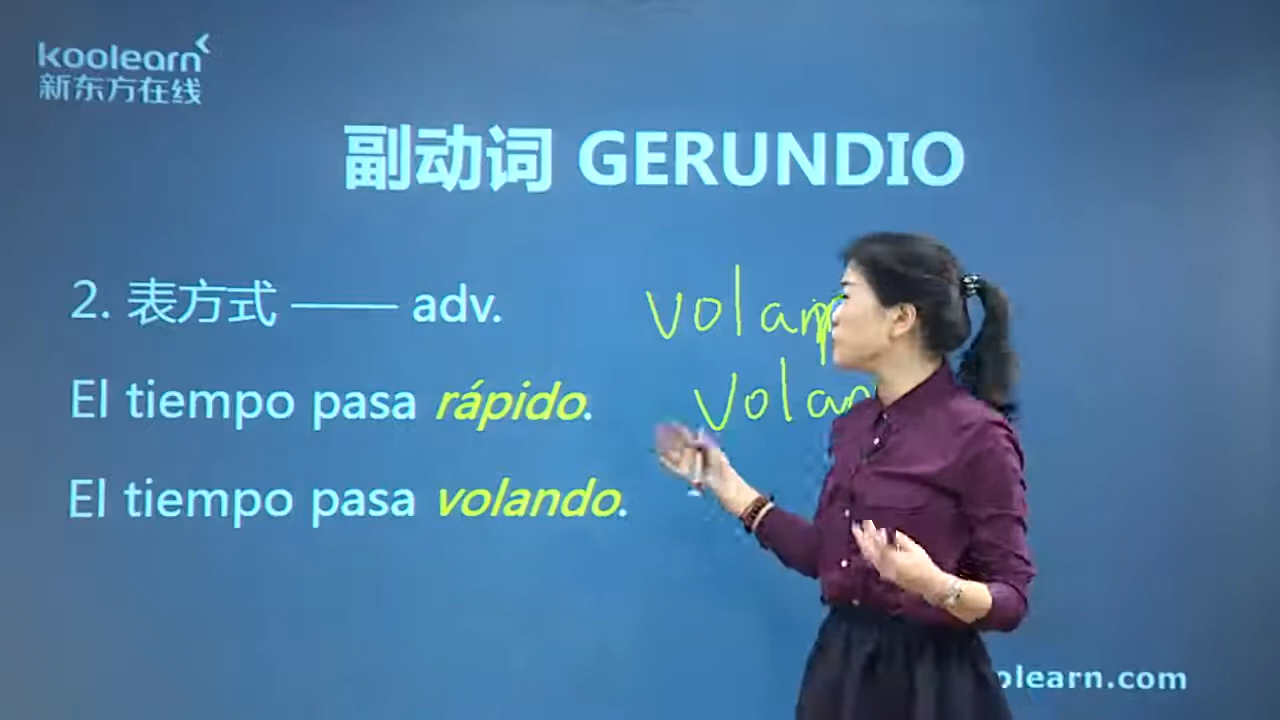 koolearn
新东方在线
副动词 GERUNDIO
2. 表方式 —— adv.
El tiempo pasa rápido.
El tiempo pasa volando.
olearn.com